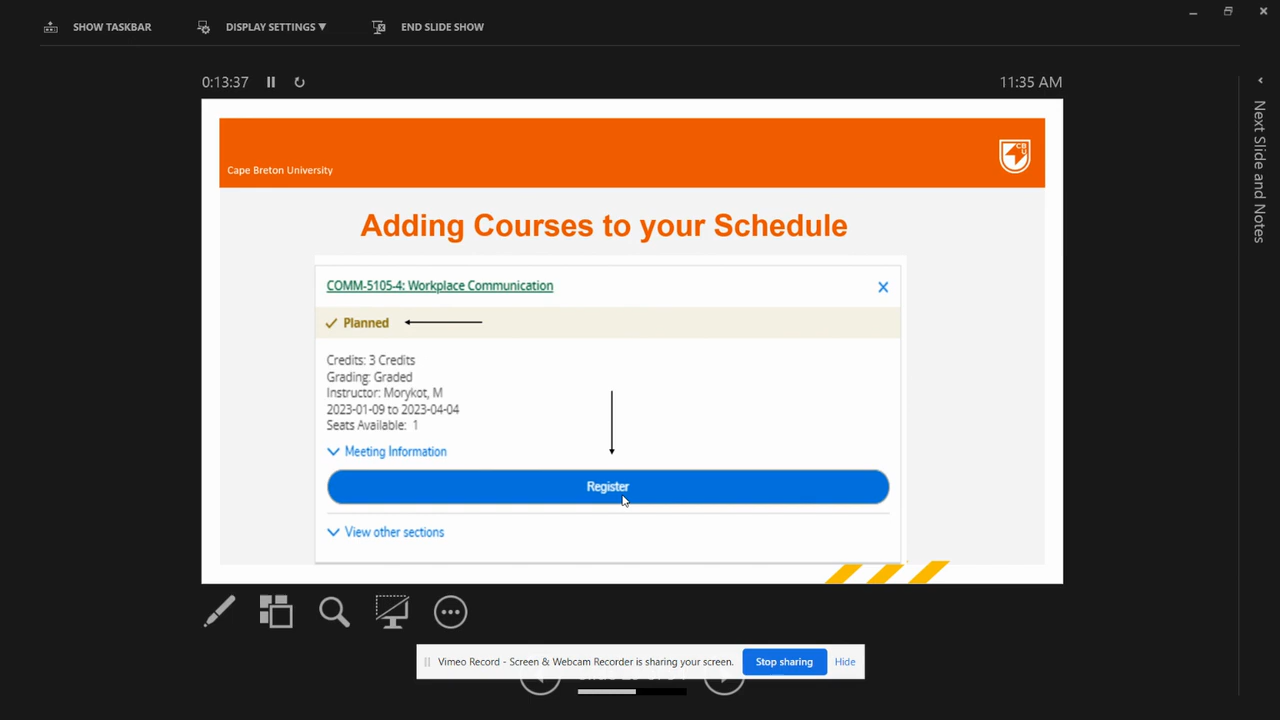 SHOW TASKBAR
DISPLAY SETTINGS ▼
END SLIDE SHOW
0:13:37
11:35 AM
Next Slide and Notes
Cape Breton University
CBU
Adding Courses to your Schedule
COMM-5105-4: Workplace Communication
Planned
Credits: 3 Credits
Grading: Graded
Instructor: Morykot, M
2023-01-09 to 2023-04-04
Seats Available: 1
Meeting Information
Register
View other sections
Vimeo Record - Screen & Webcam Recorder is sharing your screen.
Stop sharing
Hide